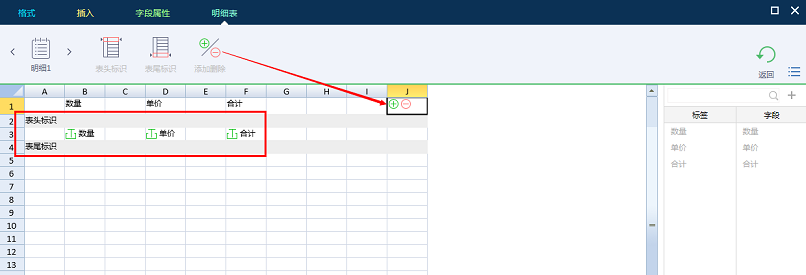 格式 插入 字段属性 明细表
明细1 表头标识 表尾标识 添加删除 返回
A B C D E F G H I J
1 数量 单价 合计
2 表头标识
3 数量 单价 合计
4 表尾标识
5
6
7
8
9
10
11
12
13
标签 字段
数量 数量
单价 单价
合计 合计